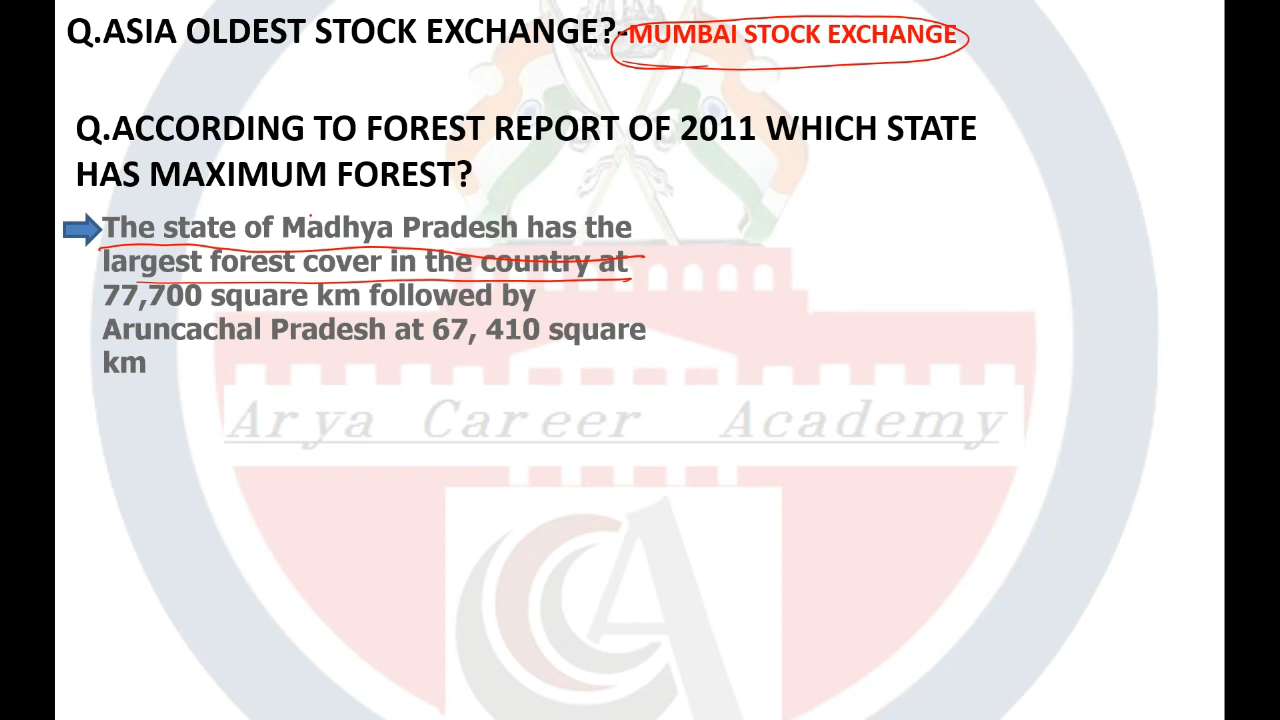 Q.ASIA OLDEST STOCK EXCHANGE?-MUMBAI STOCK EXCHANGE
Q.ACCORDING TO FOREST REPORT OF 2011 WHICH STATE
HAS MAXIMUM FOREST?
The state of Madhya Pradesh has the
largest forest cover in the country at
77,700 square km followed by
Aruncachal Pradesh at 67, 410 square
km
Arya Career Academy